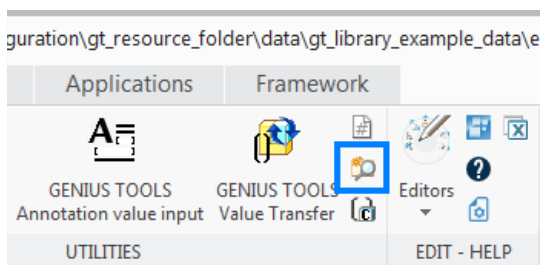 guration\gt_resource_folder\data\gt_library_example_data\e
Applications Framework
GENIUS TOOLS
Annotation value input
GENIUS TOOLS
Value Transfer
Editors
UTILITIES
EDIT - HELP